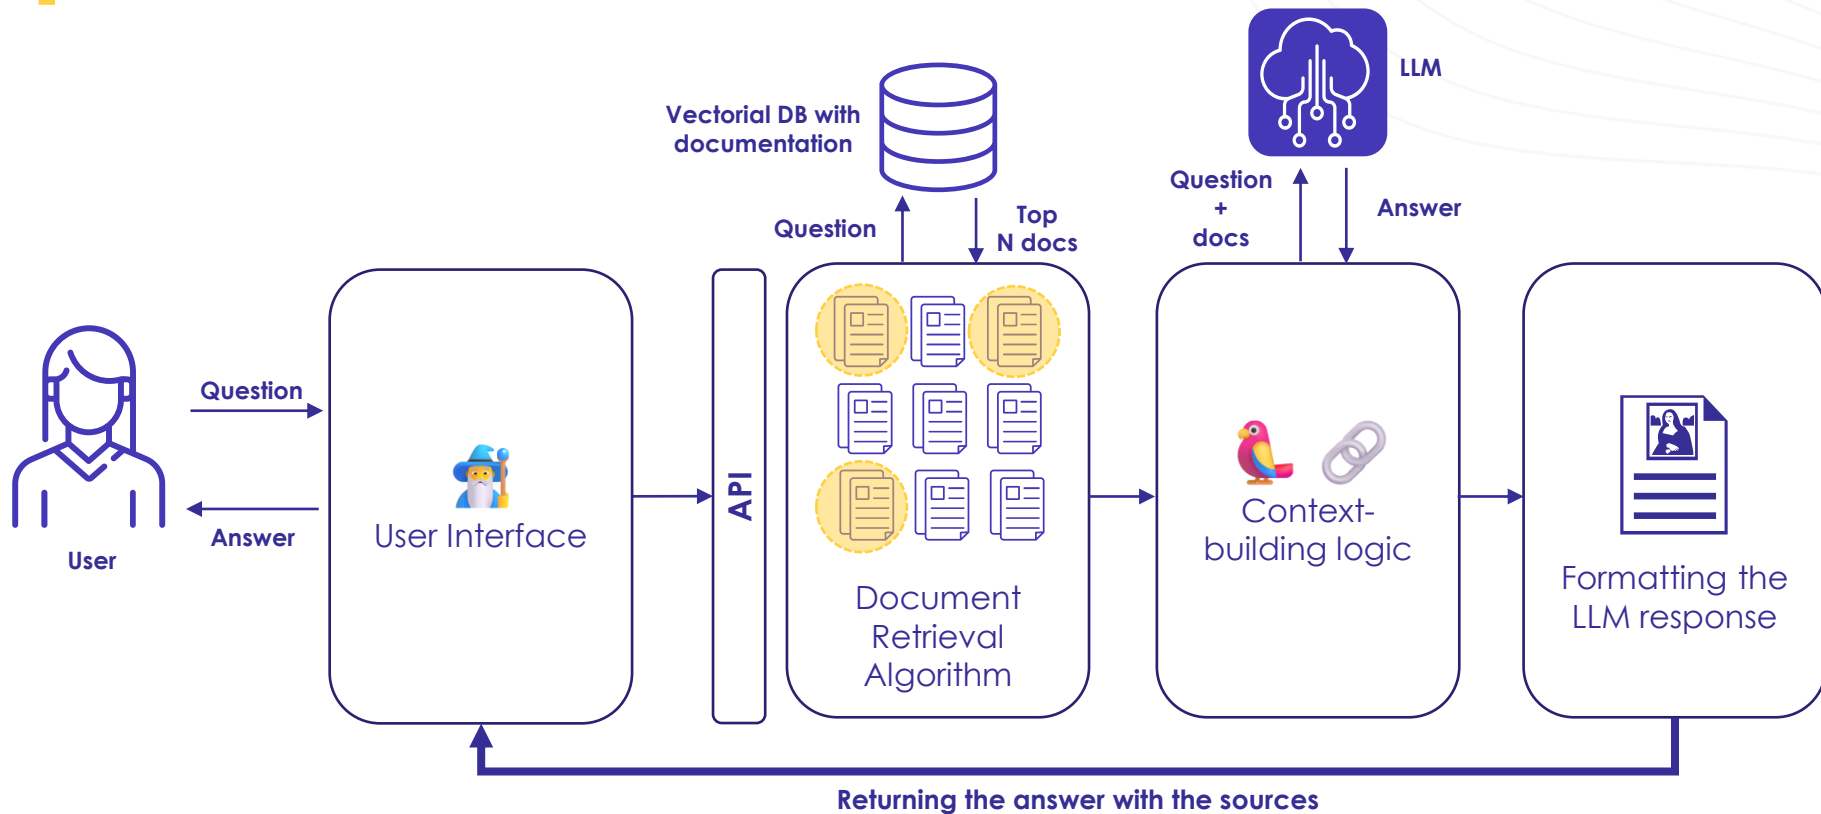 LLM
Vectorial DB with
documentation
Question
+
docs
Answer
Question
Top
N docs
Question
Answer
User
User Interface
API
Document
Retrieval
Algorithm
Context-
building logic
Formatting the
LLM response
Returning the answer with the sources